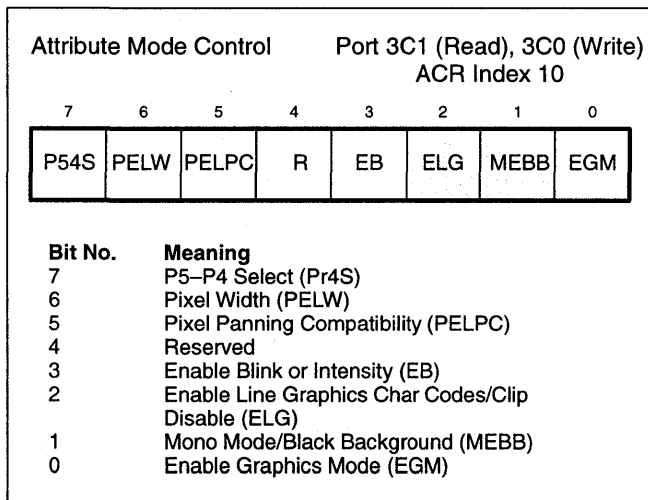 Attribute Mode Control Port 3C1 (Read), 3C0 (Write)
ACR Index 10
7 6 5 4 3 2 1 0
P54S PELW PELPC R EB ELG MEBB EGM
Bit No. Meaning
7 P5–P4 Select (Pr4S)
6 Pixel Width (PELW)
5 Pixel Panning Compatibility (PELPC)
4 Reserved
3 Enable Blink or Intensity (EB)
2 Enable Line Graphics Char Codes/Clip
Disable (ELG)
1 Mono Mode/Black Background (MEBB)
0 Enable Graphics Mode (EGM)